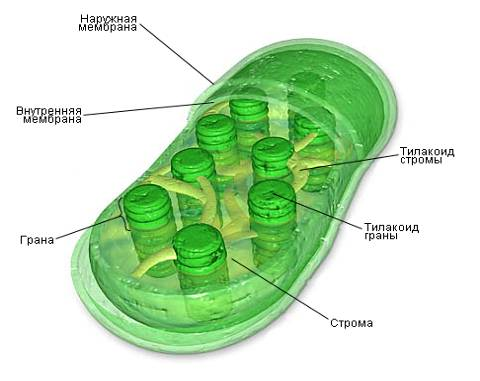 Наружная
мембрана
Внутренняя
мембрана
Тилакоид
стромы
Тилакоид
граны
Грана
Строма